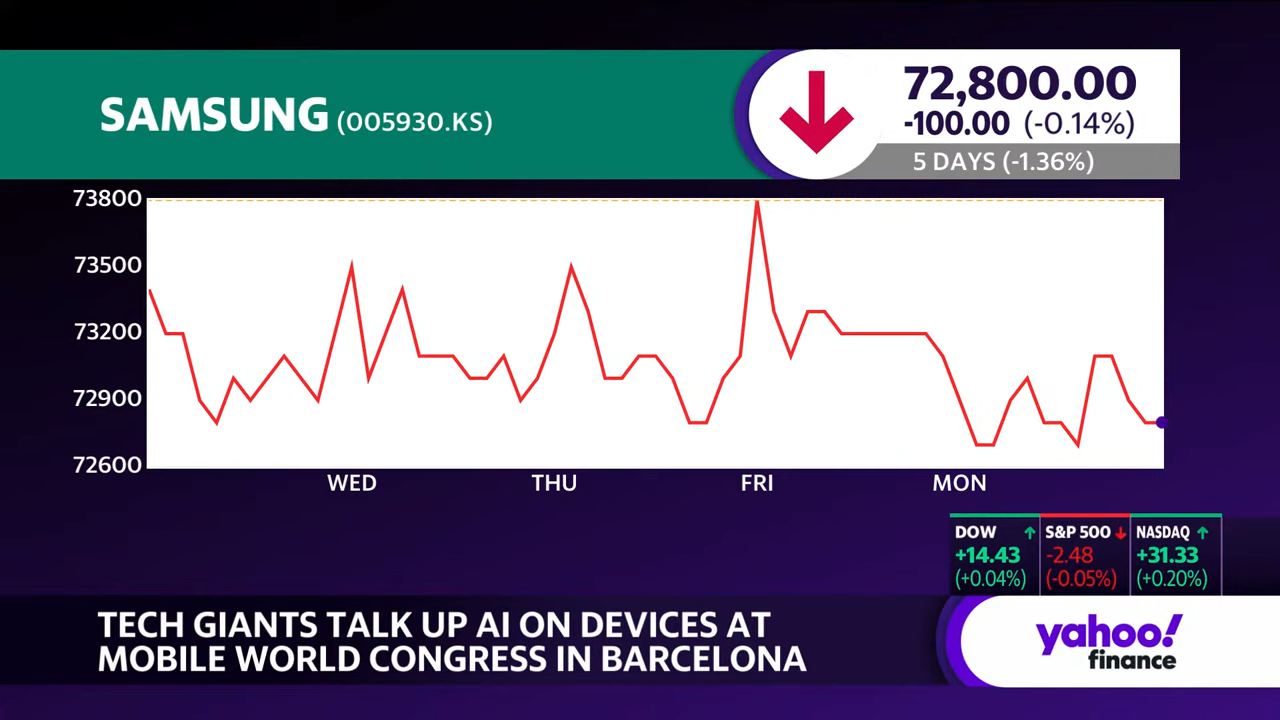 SAMSUNG (005930.KS)
72,800.00
-100.00 (-0.14%)
5 DAYS (-1.36%)
73800
73500
73200
72900
72600
WED THU FRI MON
DOW
+14.43
(+0.04%)
S&P 500
-2.48
(-0.05%)
NASDAQ
+31.33
(+0.20%)
TECH GIANTS TALK UP AI ON DEVICES AT
MOBILE WORLD CONGRESS IN BARCELONA
yahoo!
finance